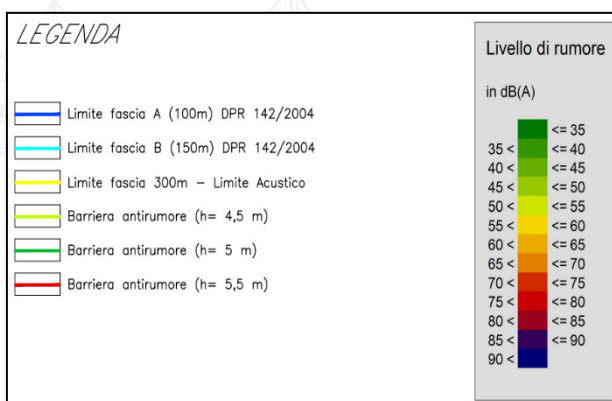 LEGENDA
Limite fascia A (100m) DPR 142/2004
Limite fascia B (150m) DPR 142/2004
Limite fascia 300m – Limite Acustico
Barriera antirumore (h= 4,5 m)
Barriera antirumore (h= 5 m)
Barriera antirumore (h= 5,5 m)
Livello di rumore
in dB(A)
<= 35
35 < <= 40
40 < <= 45
45 < <= 50
50 < <= 55
55 < <= 60
60 < <= 65
65 < <= 70
70 < <= 75
75 < <= 80
80 < <= 85
85 < <= 90
90 <